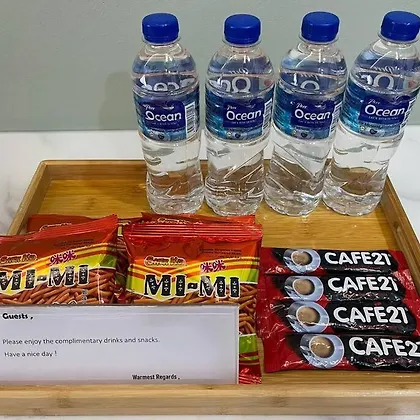 Ocean
Ocean
Ocean
Ocean
咪咪
MI-MI
咪咪
MI-MI
CAFE21
CAFE21
CAFE21
CAFE21
Guests ,
Please enjoy the complimentary drinks and snacks.
Have a nice day !
Warmest Regards ,